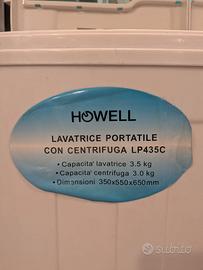 HOWELL
LAVATRICE PORTATILE
CON CENTRIFUGA LP435C
• Capacita' lavatrice 3.5 kg
• Capacita' centrifuga 3.0 kg
• Dimensioni 350x550x650mm
subito